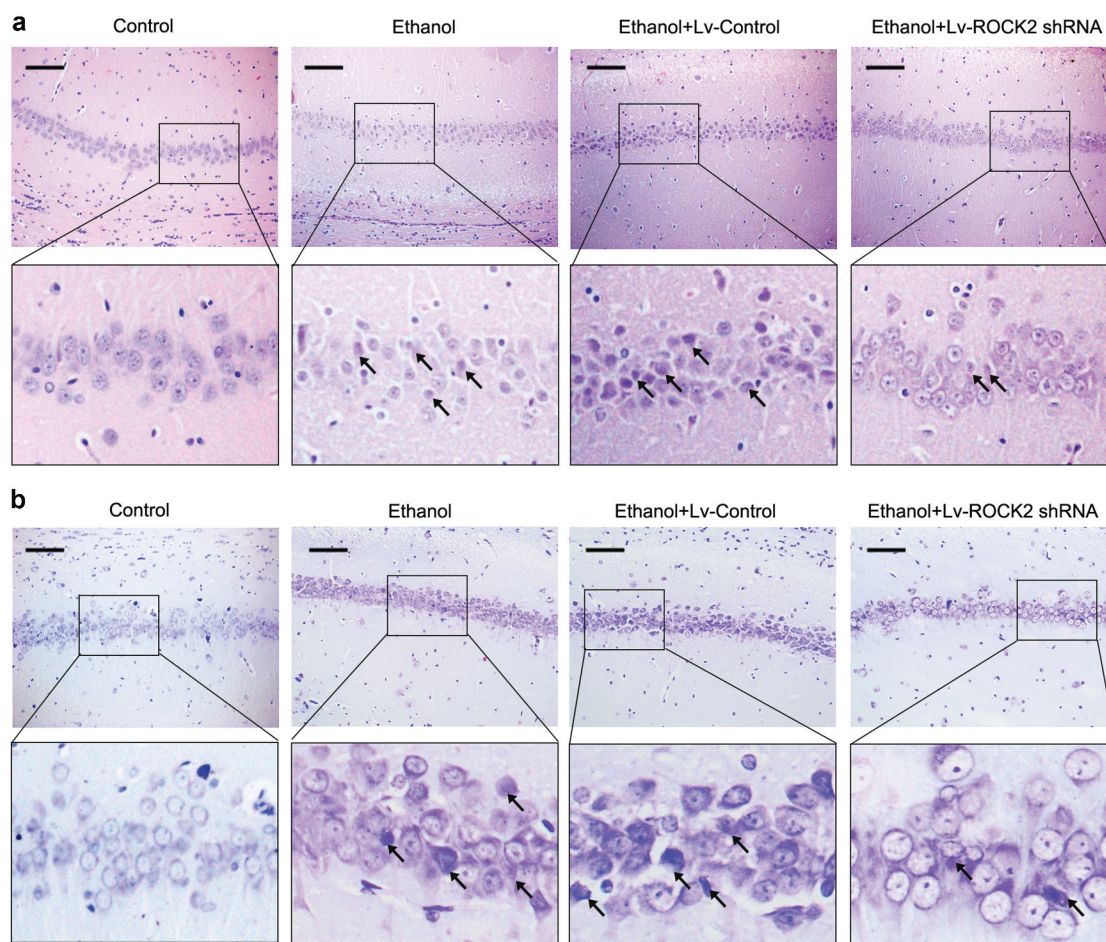 a
Control
Ethanol
Ethanol+Lv-Control
Ethanol+Lv-ROCK2 shRNA
b
Control
Ethanol
Ethanol+Lv-Control
Ethanol+Lv-ROCK2 shRNA